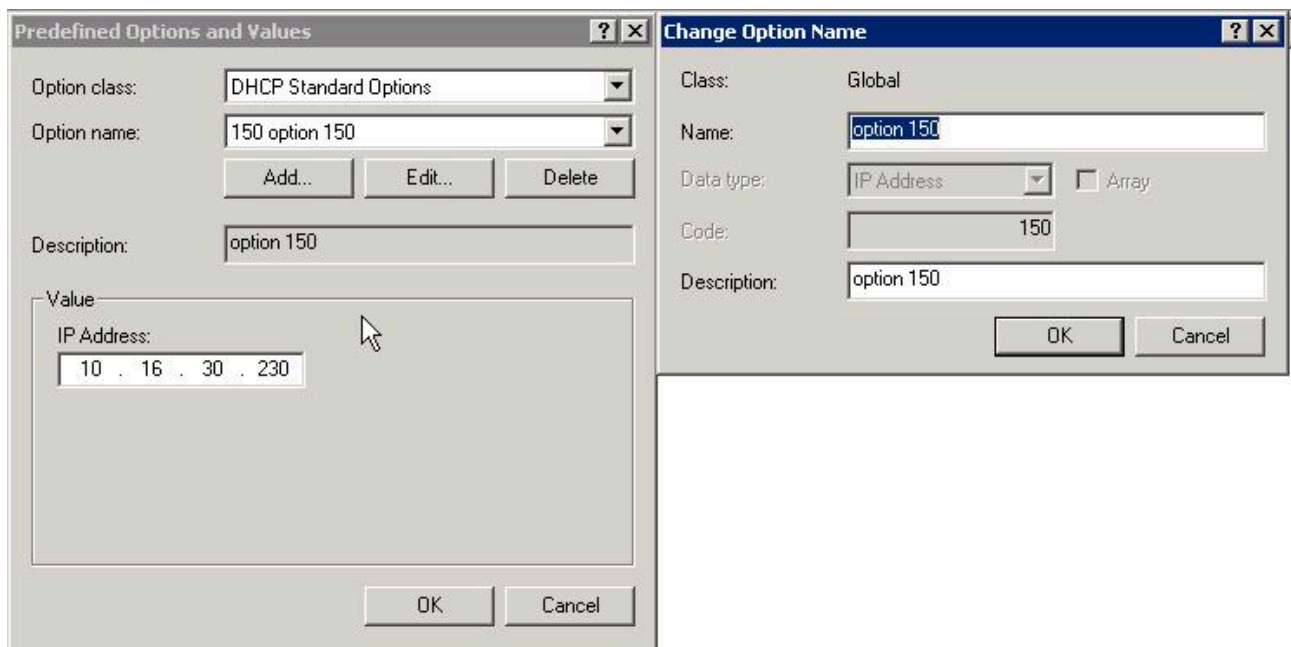 Predefined Options and Values
Option class: DHCP Standard Options
Option name: 150 option 150
Add... Edit... Delete
Description: option 150
Value
IP Address:
10 . 16 . 30 . 230
OK Cancel
Change Option Name
Class: Global
Name: option 150
Data type: IP Address Array
Code: 150
Description: option 150
OK Cancel